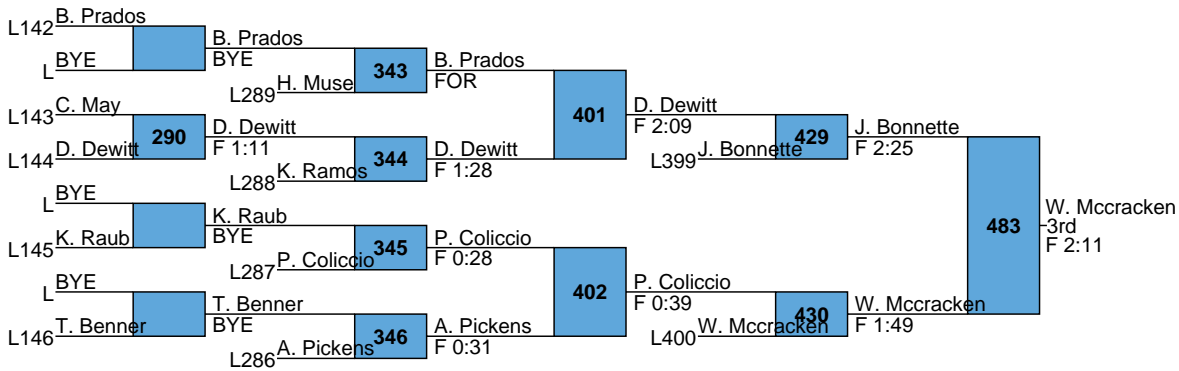 L142 B. Prados
L BYE
B. Prados
BYE
L289 H. Muse
343
B. Prados
FOR
L143 C. May
L144 D. Dewitt
290
D. Dewitt
F 1:11
L288 K. Ramos
344
D. Dewitt
F 1:28
401
D. Dewitt
F 2:09
L399 J. Bonnette
429
J. Bonnette
F 2:25
L BYE
L145 K. Raub
K. Raub
BYE
L287 P. Coliccio
345
P. Coliccio
F 0:28
L BYE
L146 T. Benner
T. Benner
BYE
L286 A. Pickens
346
A. Pickens
F 0:31
402
P. Coliccio
F 0:39
L400 W. Mccracken
430
W. Mccracken
F 1:49
483
W. Mccracken
3rd
F 2:11